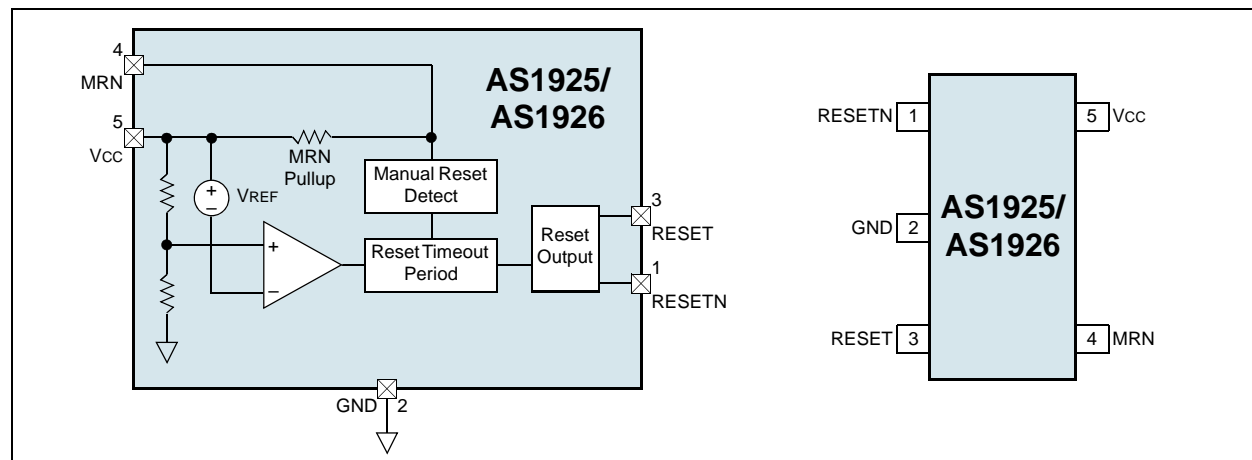 4
MRN
5
VCC
AS1925/
AS1926
MRN
Pullup
VREF
+
−
Manual Reset
Detect
+
−
Reset Timeout
Period
Reset
Output
3
RESET
1
RESETN
GND
2
RESETN
1
GND
2
RESET
3
AS1925/
AS1926
5
VCC
4
MRN